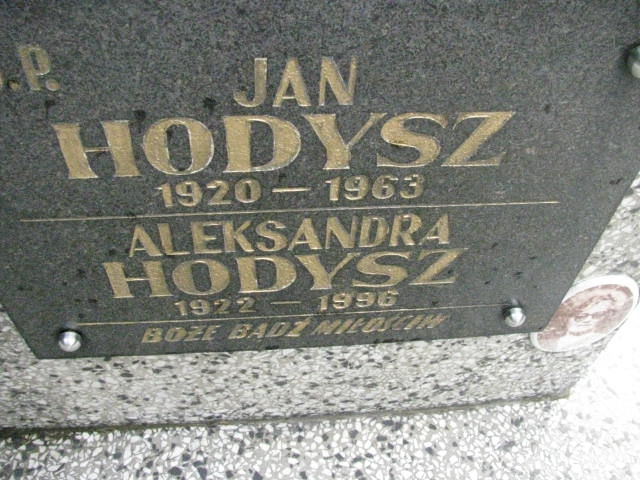 Ś.P.
JAN
HODYSZ
1920 – 1963
ALEKSANDRA
HODYSZ
1922 – 1996
BOŻE BĄDŹ MIŁOŚCIW